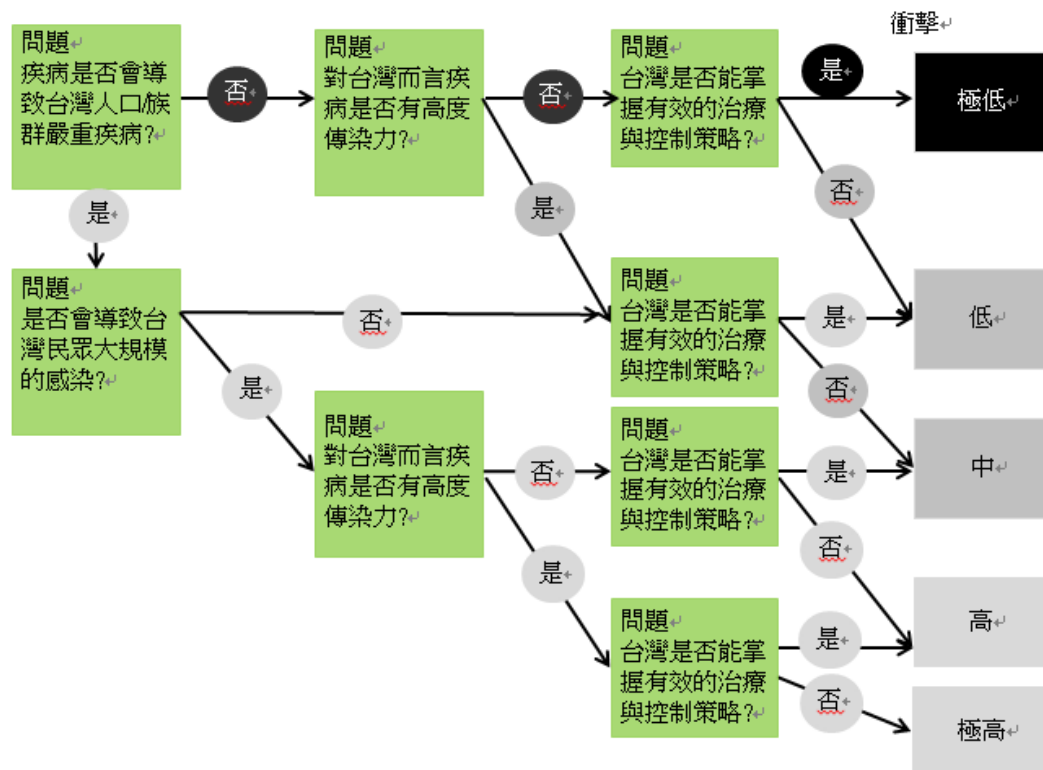 衝擊
問題
疾病是否會導
致台灣人口/族
群嚴重疾病?
否
問題
對台灣而言疾
病是否有高度
傳染力?
否
問題
台灣是否能掌
握有效的治療
與控制策略?
是
極低
是
是
否
問題
是否會導致台
灣民眾大規模
的感染?
否
問題
台灣是否能掌
握有效的治療
與控制策略?
是
低
是
否
問題
對台灣而言疾
病是否有高度
傳染力?
否
問題
台灣是否能掌
握有效的治療
與控制策略?
是
中
是
否
問題
台灣是否能掌
握有效的治療
與控制策略?
是
高
否
極高